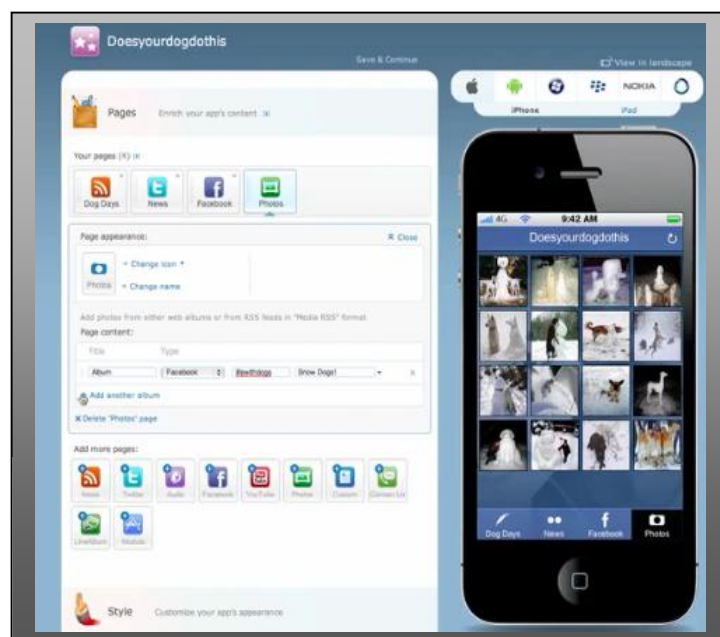 Doesyourdogdothis
Save & Continue
View in landscape
NOKIA
iPhone
iPad
Pages
Enrich your app's content
Your pages (4)
Dog Days
News
Facebook
Photos
4G
9:42 AM
Doesyourdogdothis
Page appearance:
Close
Photos
Change icon
Change name
Add photos from either web albums or from RSS feeds in "Media RSS" format.
Page content:
Title
Type
Album
Facebook
lifewithdogs
Snow Dogs!
x
Add another album
x Delete 'Photos' page
Add more pages:
News
Twitter
Audio
Facebook
YouTube
Photos
Custom
Contact Us
Module
Dog Days
News
Facebook
Photos
Style
Customize your app's appearance